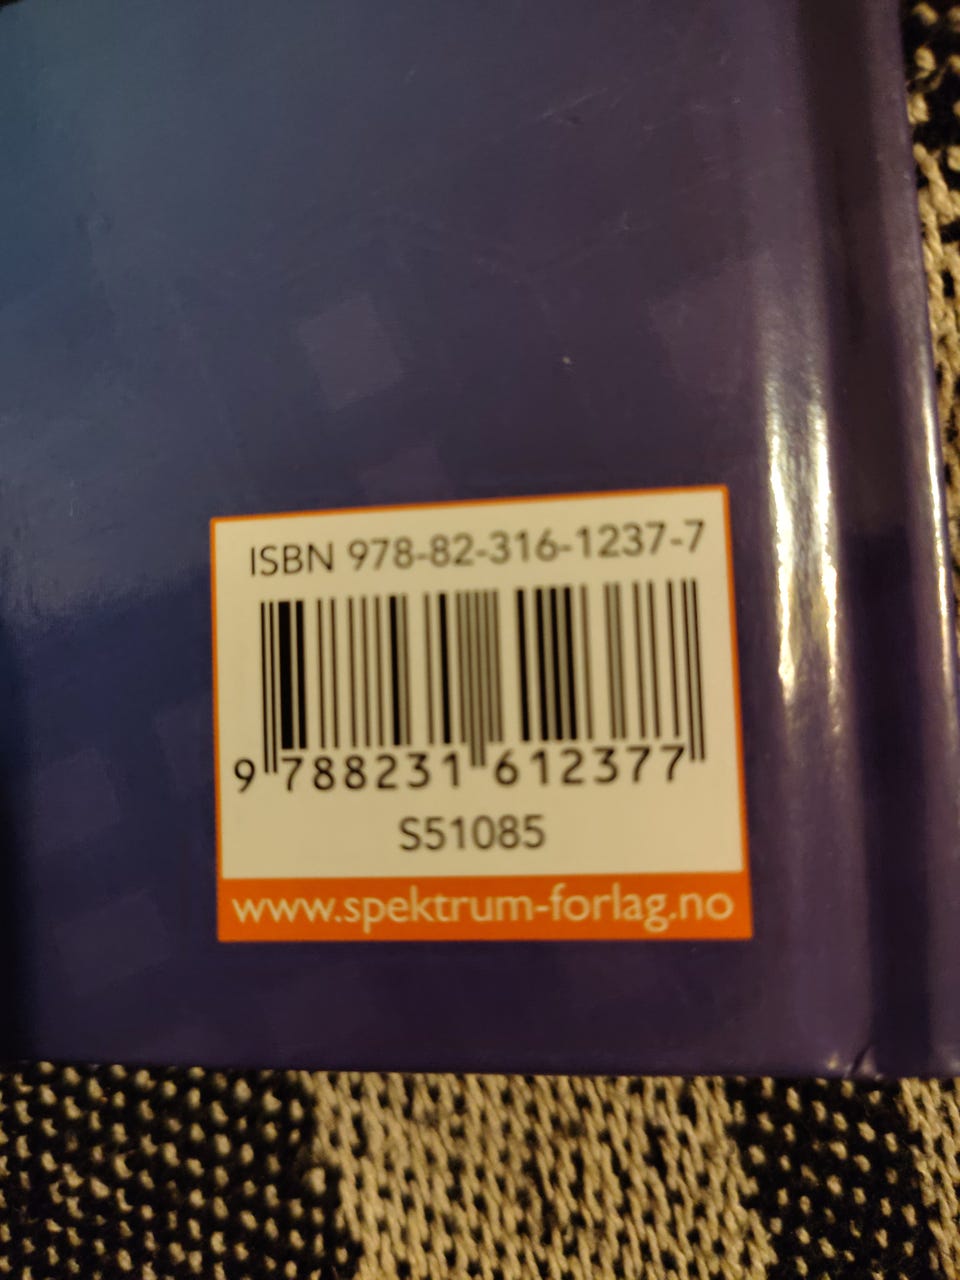 ISBN 978-82-316-1237-7
9 788231 612377
S51085
www.spektrum-forlag.no